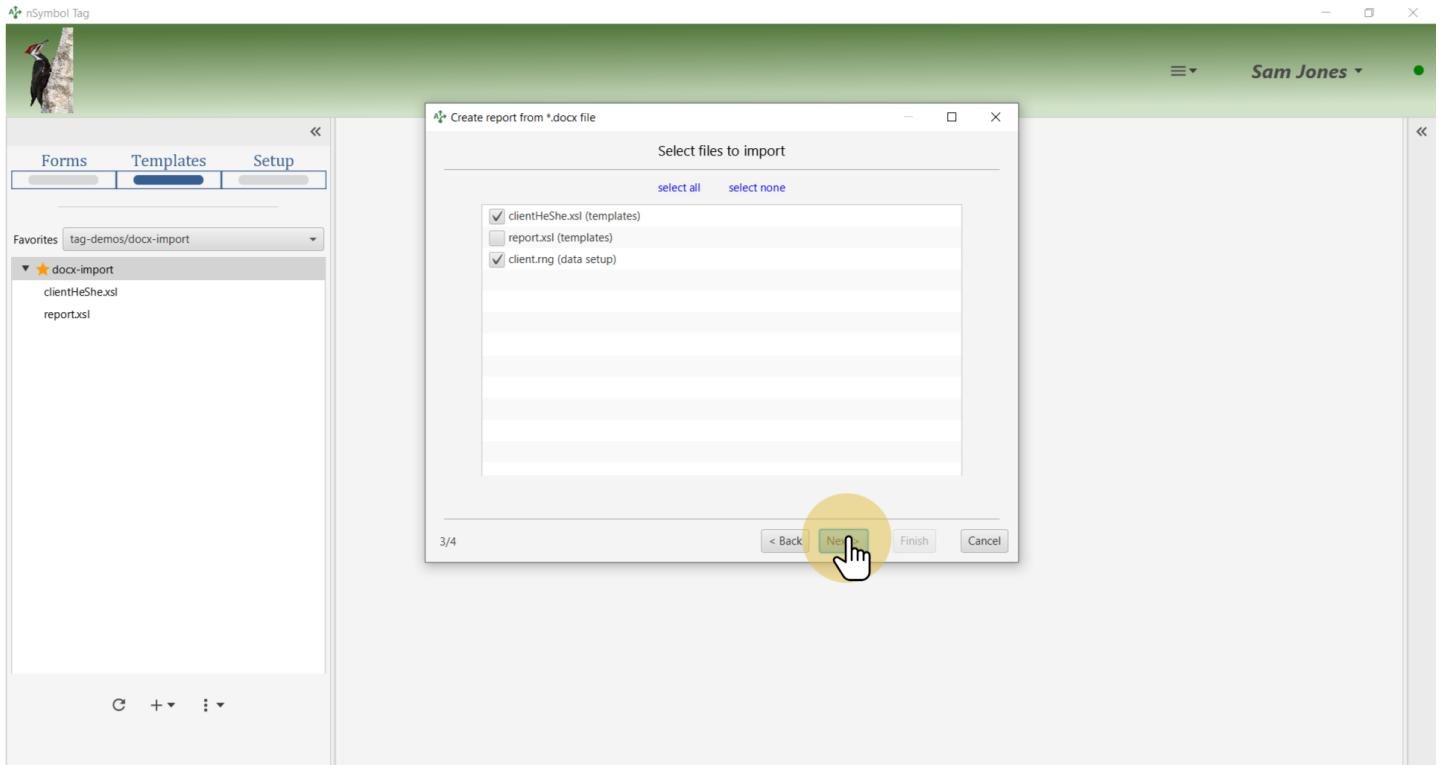 nSymbol Tag
Sam Jones
Create report from *.docx file
Select files to import
select all select none
clientHeShe.xsl (templates)
report.xsl (templates)
client.rng (data setup)
3/4
< Back
Finish
Cancel
Forms Templates Setup
Favorites tag-demos/docx-import
docx-import
clientHeShe.xsl
report.xsl